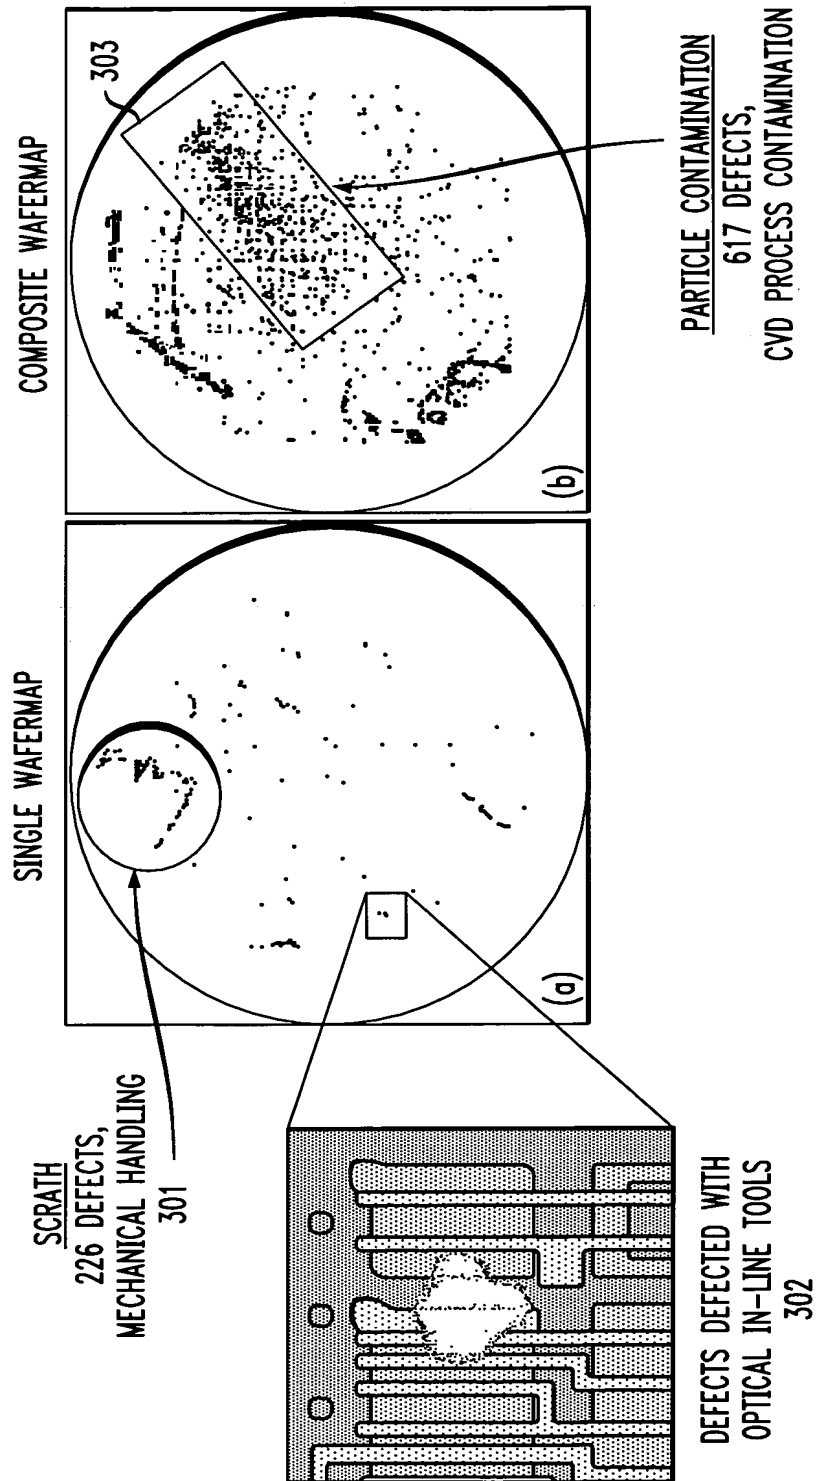 SCRATH
226 DEFECTS,
MECHANICAL HANDLING
301
SINGLE WAFERMAP
(a)
DEFECTS DEFECTED WITH
OPTICAL IN-LINE TOOLS
302
COMPOSITE WAFERMAP
303
(b)
PARTICLE CONTAMINATION
617 DEFECTS,
CVD PROCESS CONTAMINATION